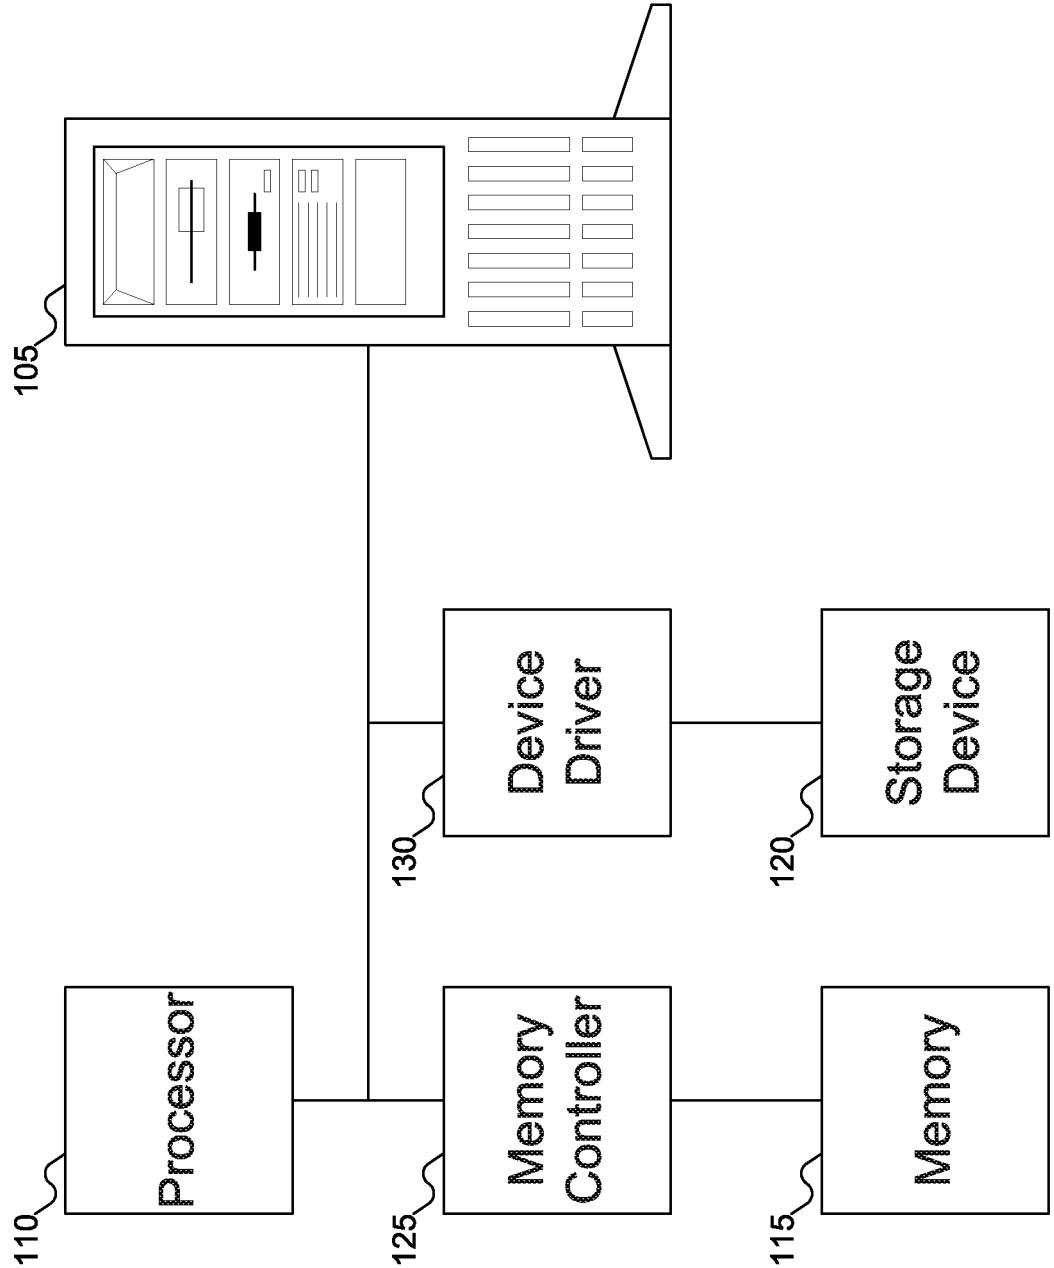 105
110
Processor
130
Device
Driver
125
Memory
Controller
120
Storage
Device
115
Memory